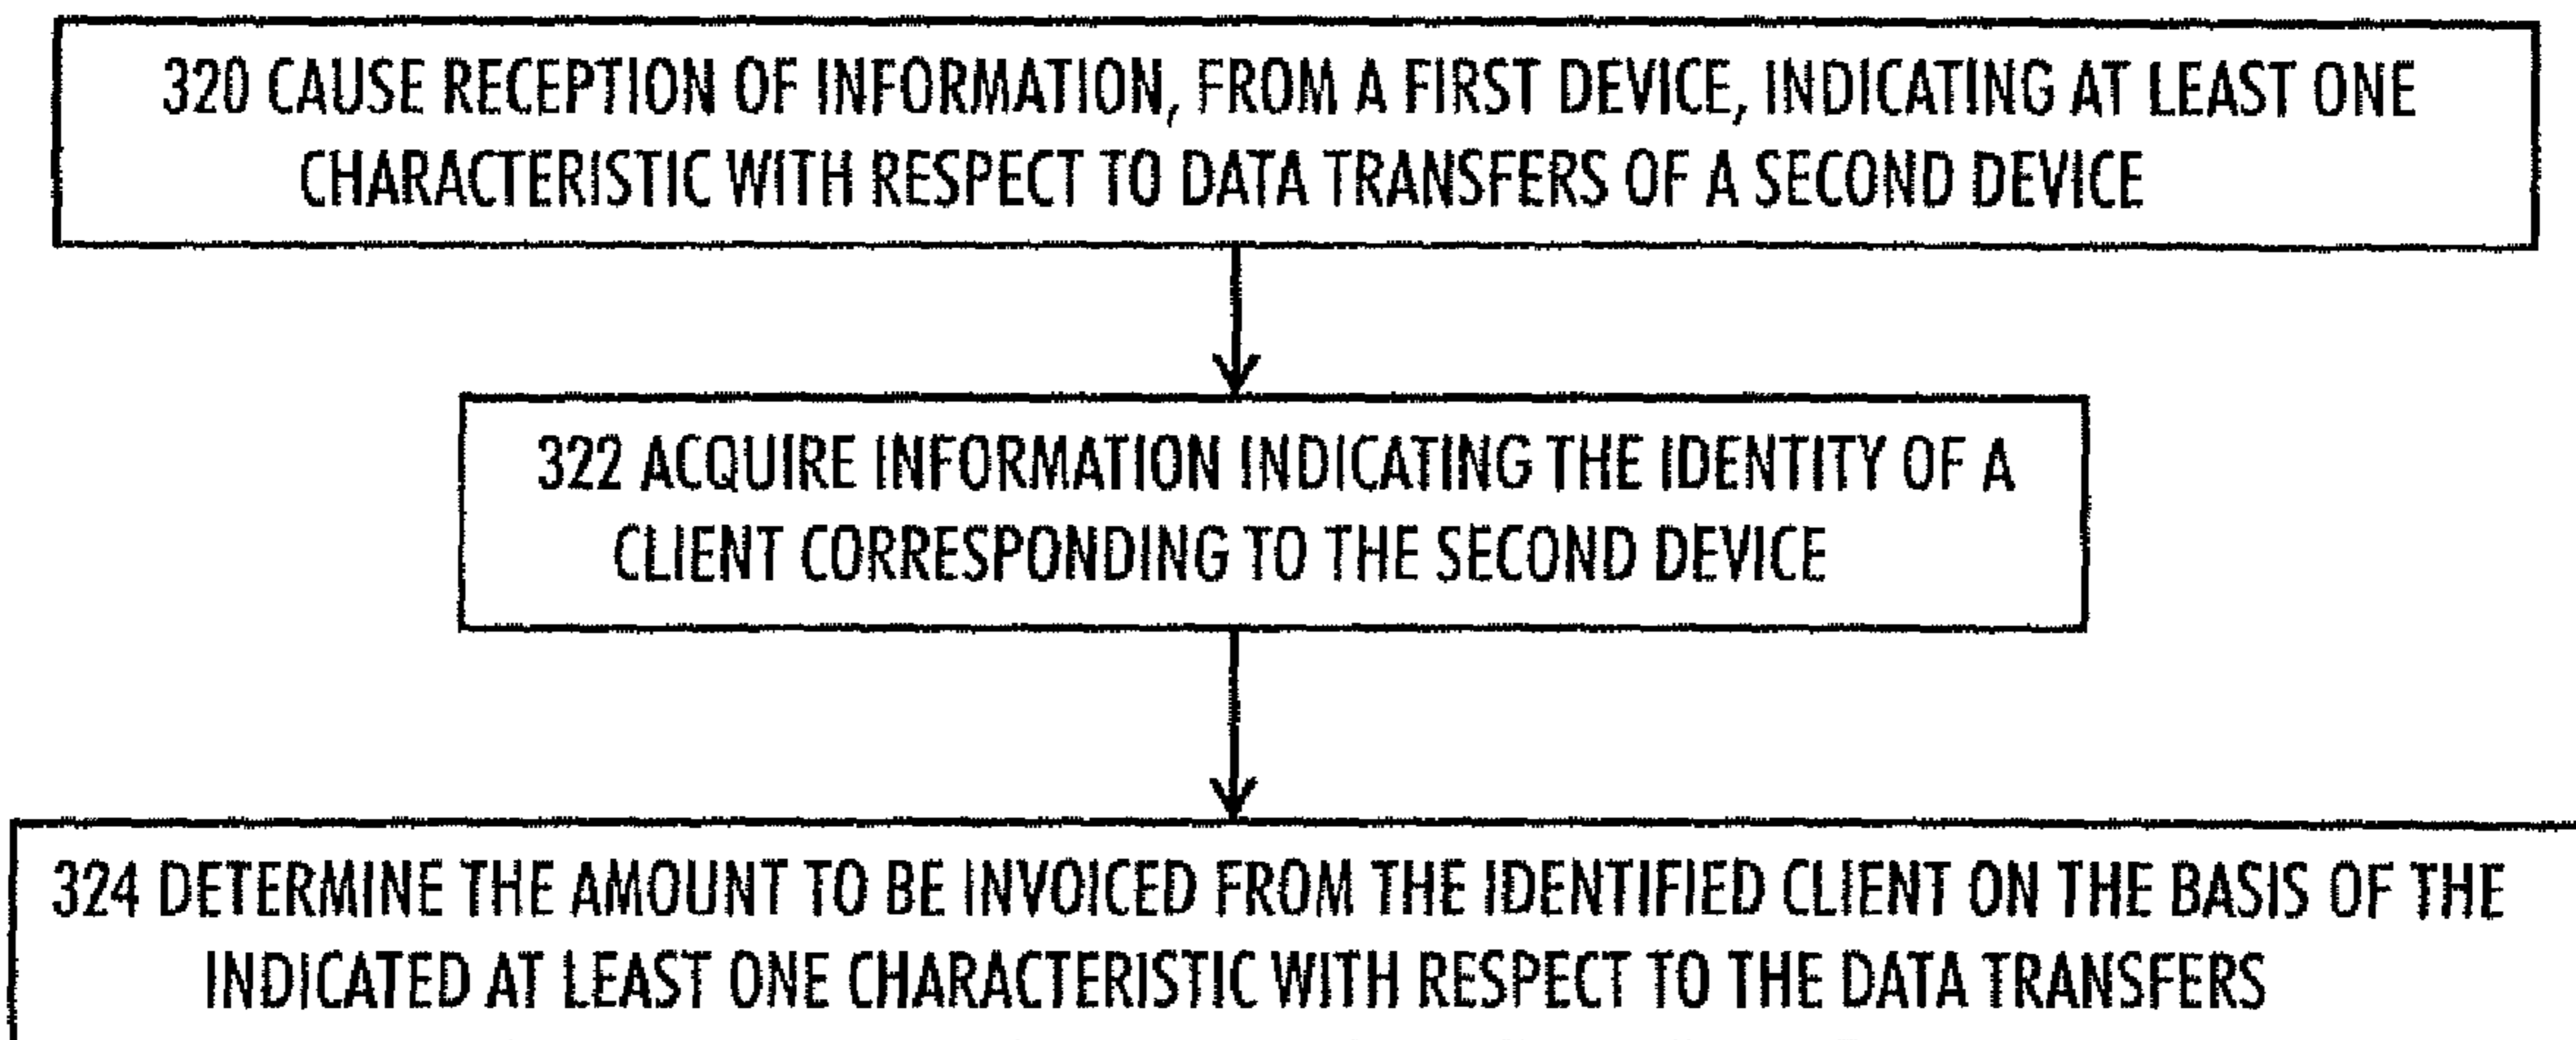 320 CAUSE RECEPTION OF INFORMATION, FROM A FIRST DEVICE, INDICATING AT LEAST ONE
CHARACTERISTIC WITH RESPECT TO DATA TRANSFERS OF A SECOND DEVICE
322 ACQUIRE INFORMATION INDICATING THE IDENTITY OF A
CLIENT CORRESPONDING TO THE SECOND DEVICE
324 DETERMINE THE AMOUNT TO BE INVOICED FROM THE IDENTIFIED CLIENT ON THE BASIS OF THE
INDICATED AT LEAST ONE CHARACTERISTIC WITH RESPECT TO THE DATA TRANSFERS